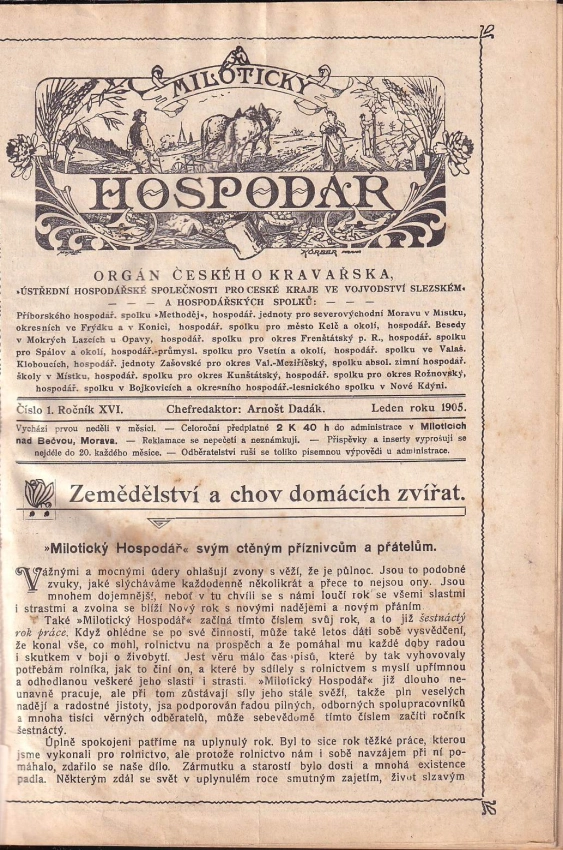 MILOTICKÝ
HOSPODÁŘ
KÖRBER
ORGÁN ČESKÉHO KRAVAŘSKA,
»ÚSTŘEDNÍ HOSPODÁŘSKÉ SPOLEČNOSTI PRO ČESKÉ KRAJE VE VOJVODSTVÍ SLEZSKÉM«
— — — — A HOSPODÁŘSKÝCH SPOLKŮ: — — —
Příborského hospodář. spolku »Methoděj«, hospodář. jednoty pro severovýchodní Moravu v Místku,
okresních ve Frýdku a v Konici, hospodář. spolku pro město Kelč a okolí, hospodář. Besedy
v Mokrých Lazcích u Opavy, hospodář. spolku pro okres Frenštátský p. R., hospodář. spolku
pro Spálov a okolí, hospodář.-průmysl. spolku pro Vsetín a okolí, hospodář. spolku ve Valaš.
Kloboucích, hospodář. jednoty Zašovské pro okres Val.-Meziříčský, spolku absol. zimní hospodář.
školy v Místku, hospodář. spolku pro okres Kunštátský, hospodář. spolku pro okres Rožnovský,
hospodář. spolku v Bojkovicích a okresního hospodář.-lesnického spolku v Nové Kdýni.
Číslo 1. Ročník XVI. Chefredaktor: Arnošt Dadák. Leden roku 1905.
Vychází prvou neděli v měsíci. — Celoroční předplatné 2 K 40 h do administrace v Miloticích
nad Bečvou, Morava. — Reklamace se nepečetí a neznámkují. — Příspěvky a inserty vyprošují se
nejdéle do 20. každého měsíce. — Odběratelství ruší se toliko písemnou výpovědí u administrace.
Zemědělství a chov domácích zvířat.
»Milotický Hospodář« svým ctěným příznivcům a přátelům.
Vážnými a mocnými údery ohlašují zvony s věží, že je půlnoc. Jsou to podobné
zvuky, jaké slýcháváme každodenně několikrát a přece to nejsou ony. Jsou
mnohem dojemnější, neboť v tu chvíli se s námi loučí rok se všemi slastmi
i strastmi a zvolna se blíží Nový rok s novými nadějemi a novým přáním
Také »Milotický Hospodář« začíná tímto číslem svůj rok, a to již šestnáctý
rok práce. Když ohlédne se po své činnosti, může také letos dáti sobě vysvědčení,
že konal vše, co mohl, rolnictvu na prospěch a že pomáhal mu každé doby radou
i skutkem v boji o živobytí. Jest věru málo časopisů, které by tak vyhovovaly
potřebám rolníka, jak to činí on, a které by sdílely s rolnictvem s myslí upřímnou
a odhodlanou veškeré jeho slasti i strasti. »Milotický Hospodář« již dlouho ne-
unavně pracuje, ale při tom zůstávají síly jeho stále svěží, takže pln veselých
nadějí a radostné jistoty, jsa podporován řadou pilných, odborných spolupracovníků
a mnoha tisíci věrných odběratelů, může sebevědomě tímto číslem začíti ročník
šestnáctý.
Úplně spokojeni patříme na uplynulý rok. Byl to sice rok těžké práce, kterou
jsme vykonali pro rolnictvo, ale protože rolnictvo nám i sobě navzájem při ní po-
máhalo, zdařilo se naše dílo. Zármutku a starostí bylo dosti a mnohá existence
padla. Některým zdál se svět v uplynulém roce smutným zajetím, život slzavým